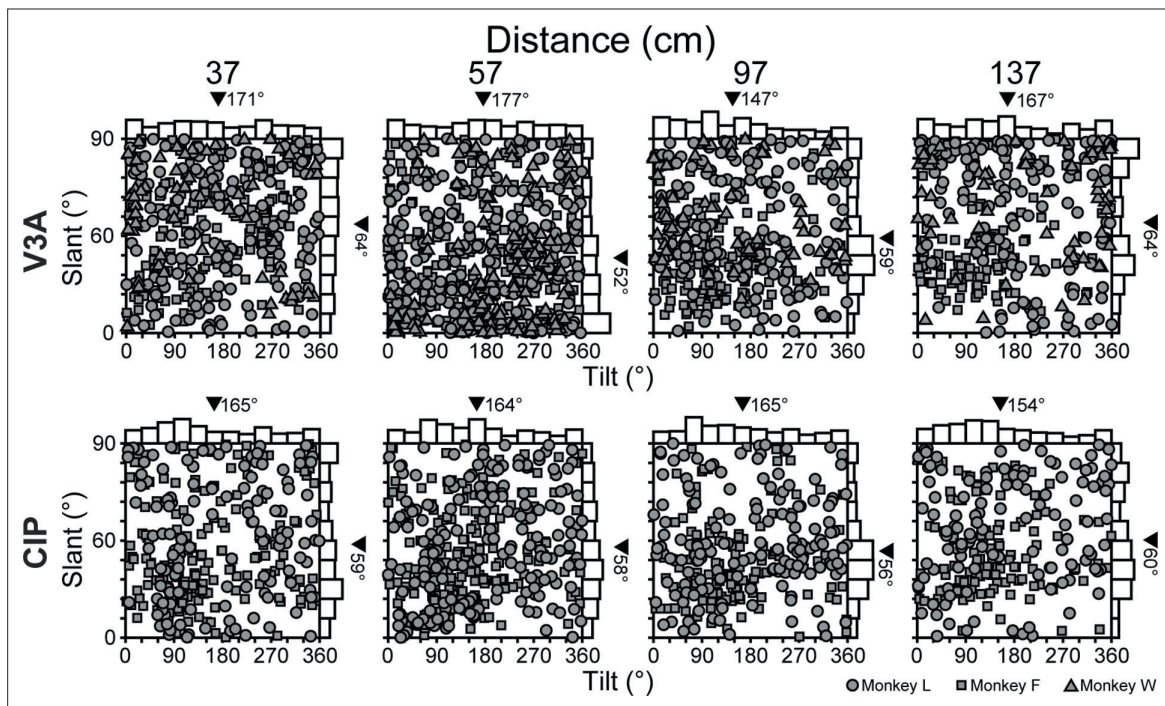 Distance (cm)
37 57 97 137
171° 177° 147° 167°
V3A
Slant (°)
90
60
0
64° 52° 59° 64°
0 90 180 270 360 0 90 180 270 360 0 90 180 270 360 0 90 180 270 360
Tilt (°)
165° 164° 165° 154°
CIP
Slant (°)
90
60
0
59° 58° 56° 60°
0 90 180 270 360 0 90 180 270 360 0 90 180 270 360 0 90 180 270 360
Tilt (°)
Monkey L Monkey F Monkey W